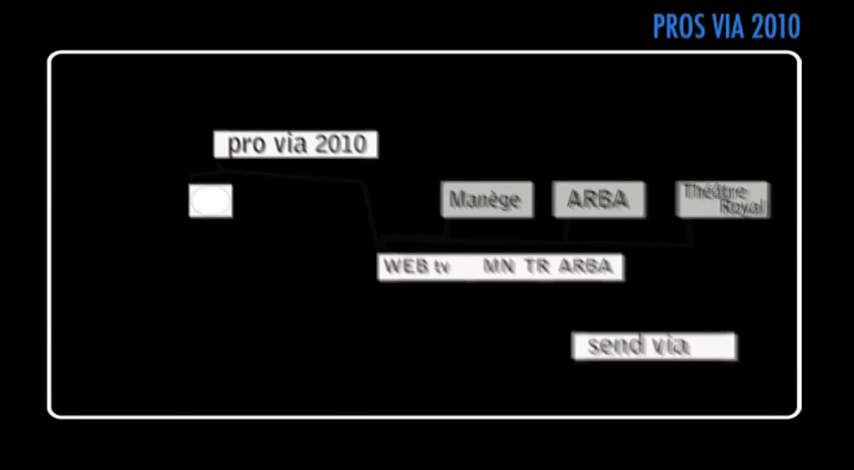 PROS VIA 2010
pro via 2010
Manège
ARBA
Théâtre
Royal
WEB tv MN TR ARBA
send via